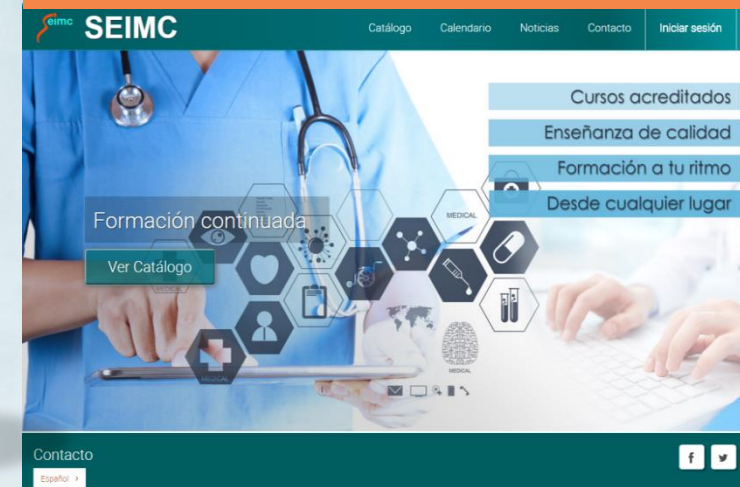 Seimc SEIMC
Catálogo Calendario Noticias Contacto Iniciar sesión
Cursos acreditados
Enseñanza de calidad
Formación a tu ritmo
Desde cualquier lugar
Formación continuada
Ver Catálogo
MEDICAL
MEDICAL
MEDICAL
Contacto
Español >